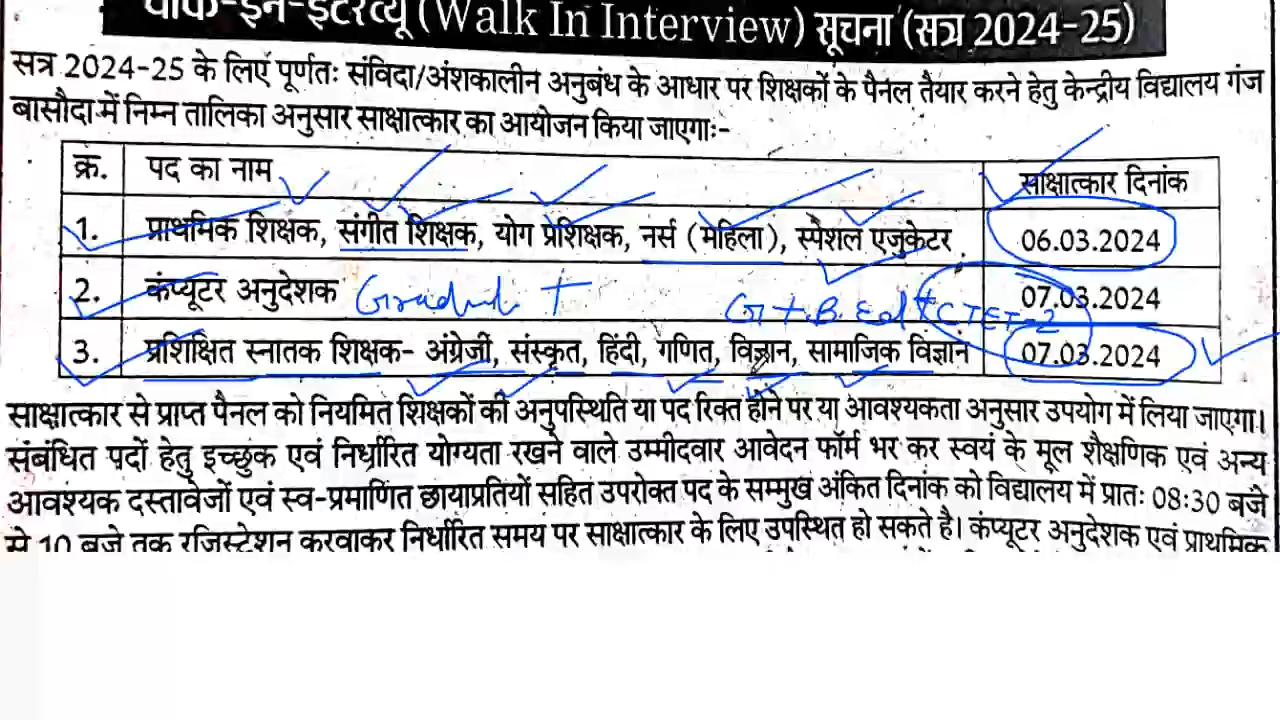 वॉक-इन-इंटरव्यू (Walk In Interview) सूचना (सत्र 2024-25)
सत्र 2024-25 के लिए पूर्णतः संविदा/अंशकालीन अनुबंध के आधार पर शिक्षकों के पैनल तैयार करने हेतु केन्द्रीय विद्यालय गंज
बासौदा में निम्न तालिका अनुसार साक्षात्कार का आयोजन किया जाएगाः-
क्र. पद का नाम साक्षात्कार दिनांक
1. प्राथमिक शिक्षक, संगीत शिक्षक, योग प्रशिक्षक, नर्स (महिला), स्पैशल एजुकेटर 06.03.2024
2. कंप्यूटर अनुदेशक 07.03.2024
G + B. Ed + CTET-2
3. प्रशिक्षित स्नातक शिक्षक- अंग्रेजी, संस्कृत, हिंदी, गणित, विज्ञान, सामाजिक विज्ञान 07.03.2024
साक्षात्कार से प्राप्त पैनल को नियमित शिक्षकों की अनुपस्थिति या पद रिक्त होने पर या आवश्यकता अनुसार उपयोग में लिया जाएगा।
संबंधित पदों हेतु इच्छुक एवं निर्धारित योग्यता रखने वाले उम्मीदवार आवेदन फॉर्म भर कर स्वयं के मूल शैक्षणिक एवं अन्य
आवश्यक दस्तावेजों एवं स्व-प्रमाणित छायाप्रतियों सहित उपरोक्त पद के सम्मुख अंकित दिनांक को विद्यालय में प्रातः 08:30 बजे
से 10 बजे तक रजिस्ट्रेशन करवाकर निर्धारित समय पर साक्षात्कार के लिए उपस्थित हो सकते है। कंप्यूटर अनुदेशक एवं प्राथमिक